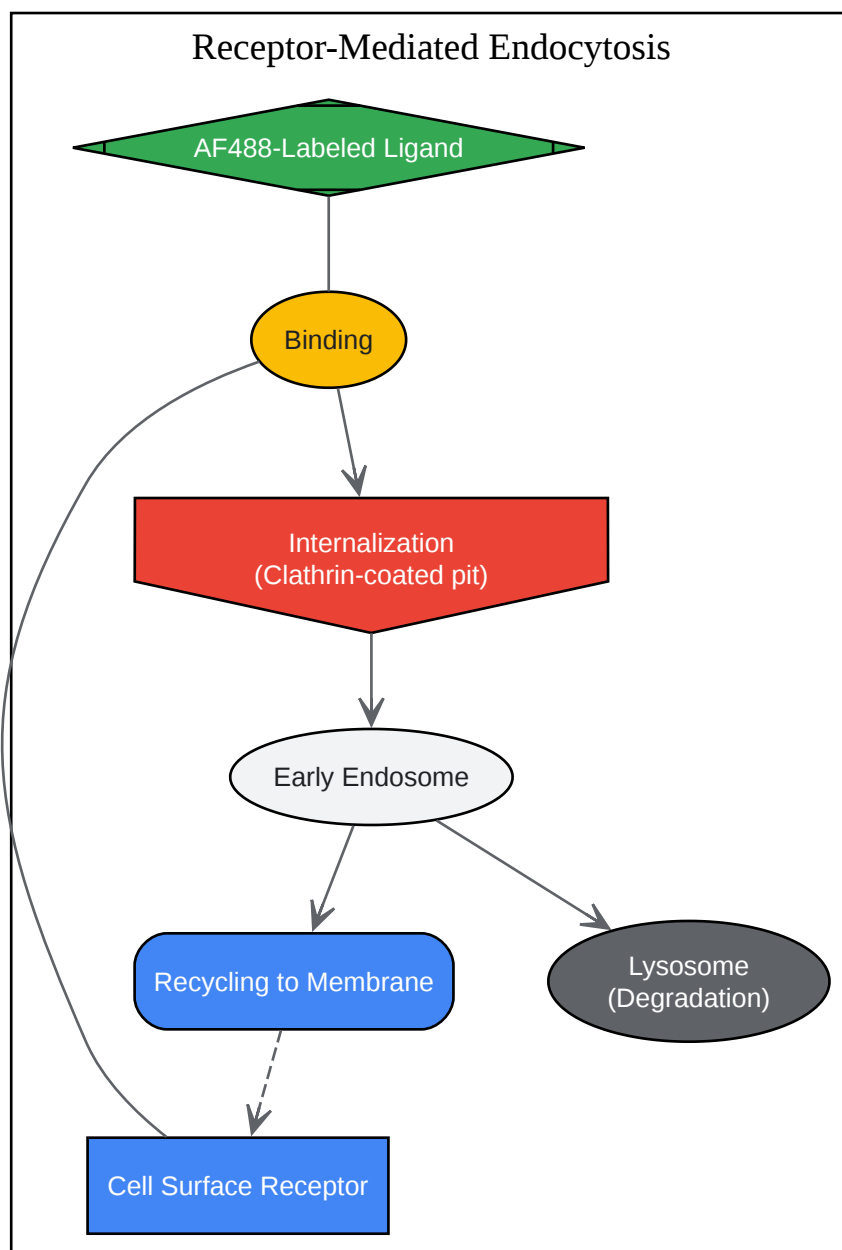 Receptor-Mediated Endocytosis
AF488-Labeled Ligand
Binding
Internalization
(Clathrin-coated pit)
Early Endosome
Recycling to Membrane
Lysosome
(Degradation)
Cell Surface Receptor